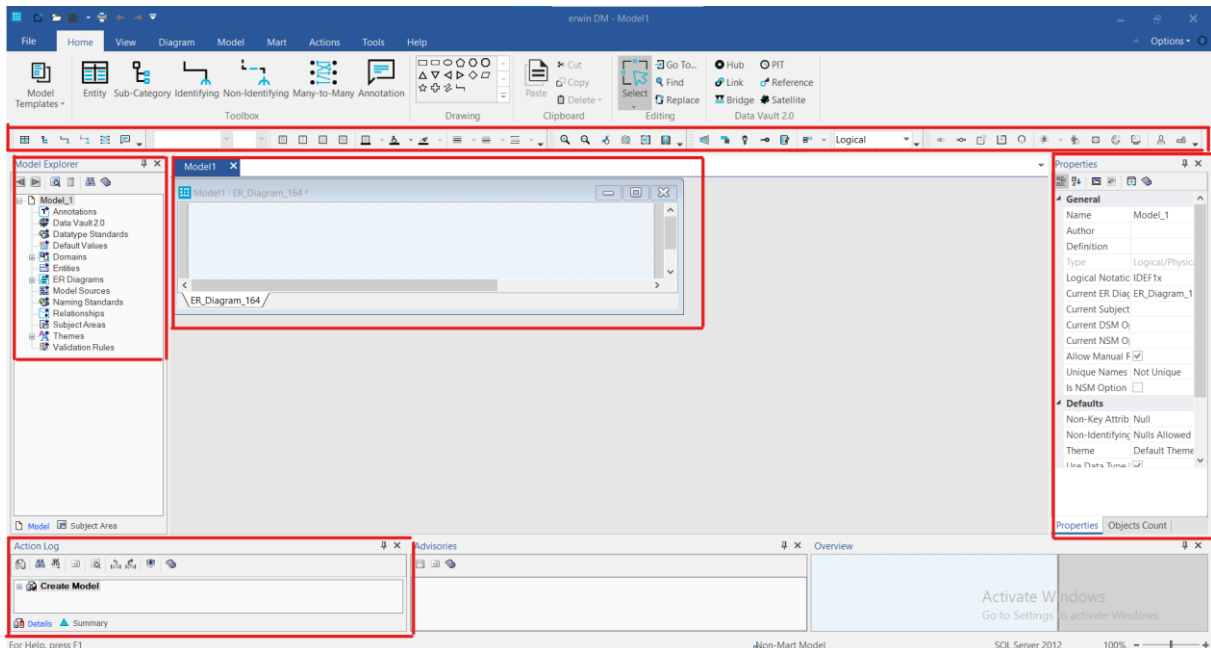 erwin DM - Model1
File Home View Diagram Model Mart Actions Tools Help Options
Model Templates
Entity Sub-Category Identifying Non-Identifying Many-to-Many Annotation
Paste
Cut
Copy
Delete
Select
Go To...
Find
Replace
Hub PIT
Link Reference
Bridge Satellite
Toolbox Drawing Clipboard Editing Data Vault 2.0
Logical
Model Explorer
Model_1
Annotations
Data Vault 2.0
Datatype Standards
Default Values
Domains
Entities
ER Diagrams
Model Sources
Naming Standards
Relationships
Subject Areas
Themes
Validation Rules
Model Subject Area
Model1
Model1 : ER_Diagram_164 *
ER_Diagram_164
Properties
General
Name Model_1
Author
Definition
Type Logical/Physic
Logical Notatic IDEF1x
Current ER Diag ER_Diagram_1
Current Subject
Current DSM O
Current NSM O
Allow Manual F
Unique Names Not Unique
Is NSM Option
Defaults
Non-Key Attrib Null
Non-Identifying Nulls Allowed
Theme Default Theme
Use Data Type
Properties Objects Count
Action Log
Create Model
Details Summary
Advisories
Overview
Activate Windows
Go to Settings to activate Windows.
For Help, press F1
Non-Mart Model
SQL Server 2012
100%